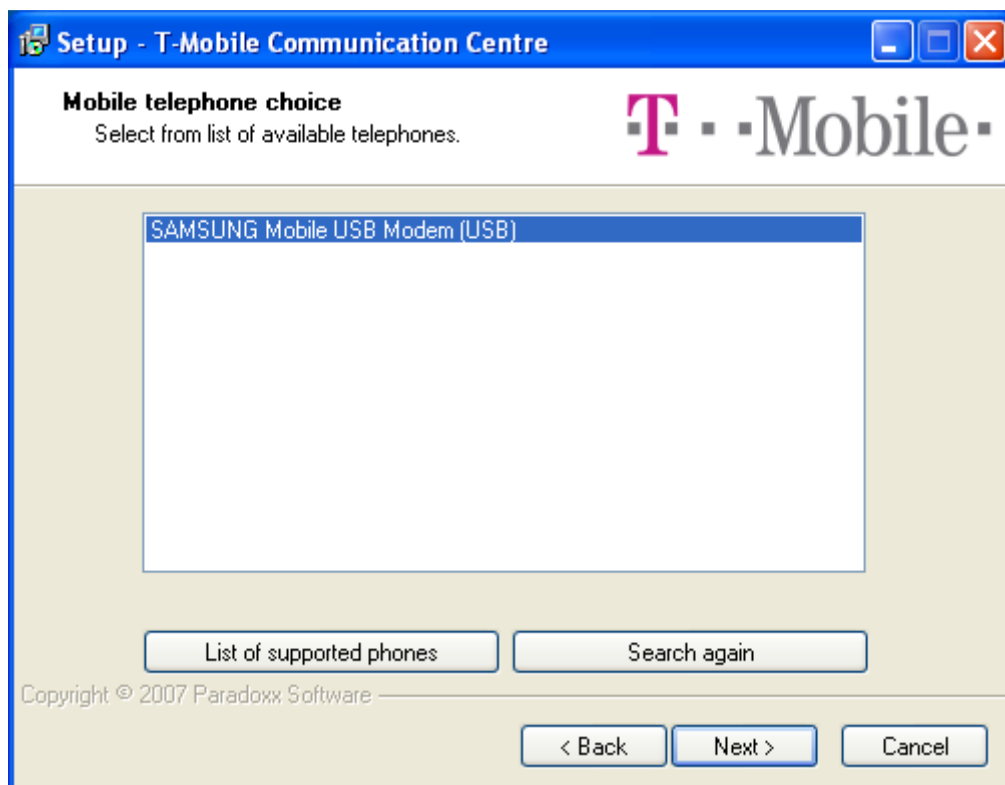 Setup - T-Mobile Communication Centre
Mobile telephone choice
Select from list of available telephones.
T · · Mobile ·
SAMSUNG Mobile USB Modem (USB)
List of supported phones
Search again
Copyright © 2007 Paradoxx Software
< Back
Next >
Cancel